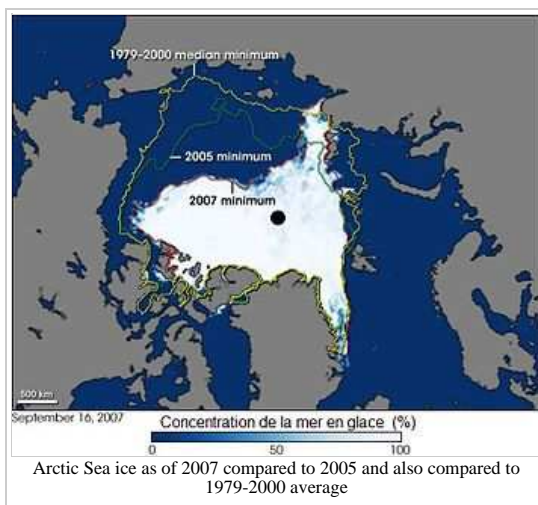 1979-2000 median minimum
2005 minimum
2007 minimum
500 km
September 16, 2007
Concentration de la mer en glace (%)
0 50 100
Arctic Sea ice as of 2007 compared to 2005 and also compared to
1979-2000 average